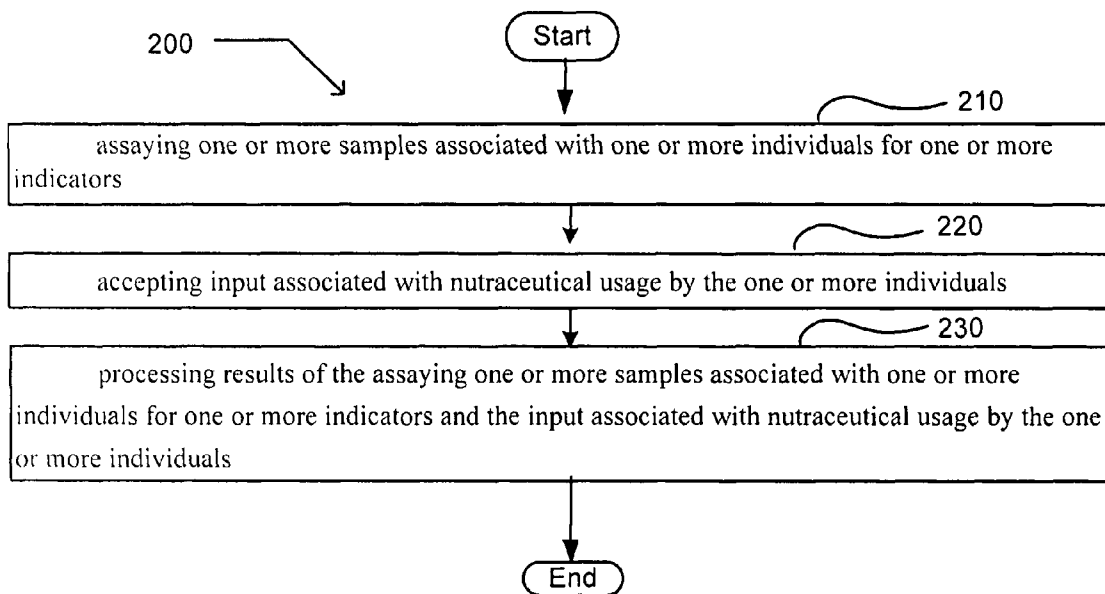 200
Start
210
assaying one or more samples associated with one or more individuals for one or more
indicators
220
accepting input associated with nutraceutical usage by the one or more individuals
230
processing results of the assaying one or more samples associated with one or more
individuals for one or more indicators and the input associated with nutraceutical usage by the one
or more individuals
End